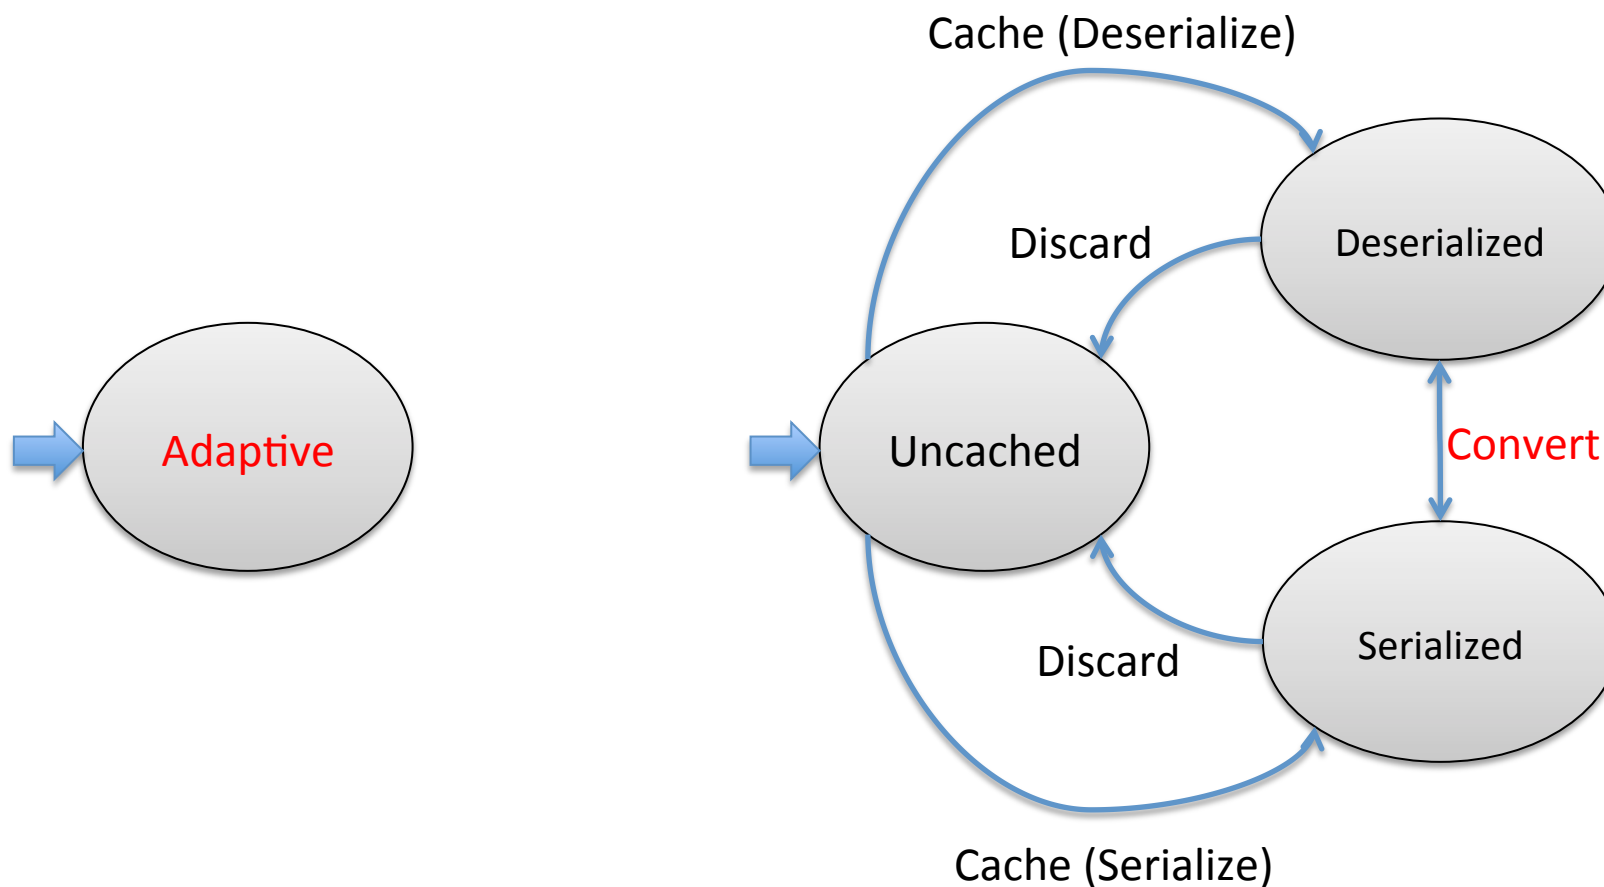 Cache (Deserialize)
Deserialized
Discard
Adaptive
Uncached
Convert
Serialized
Discard
Cache (Serialize)